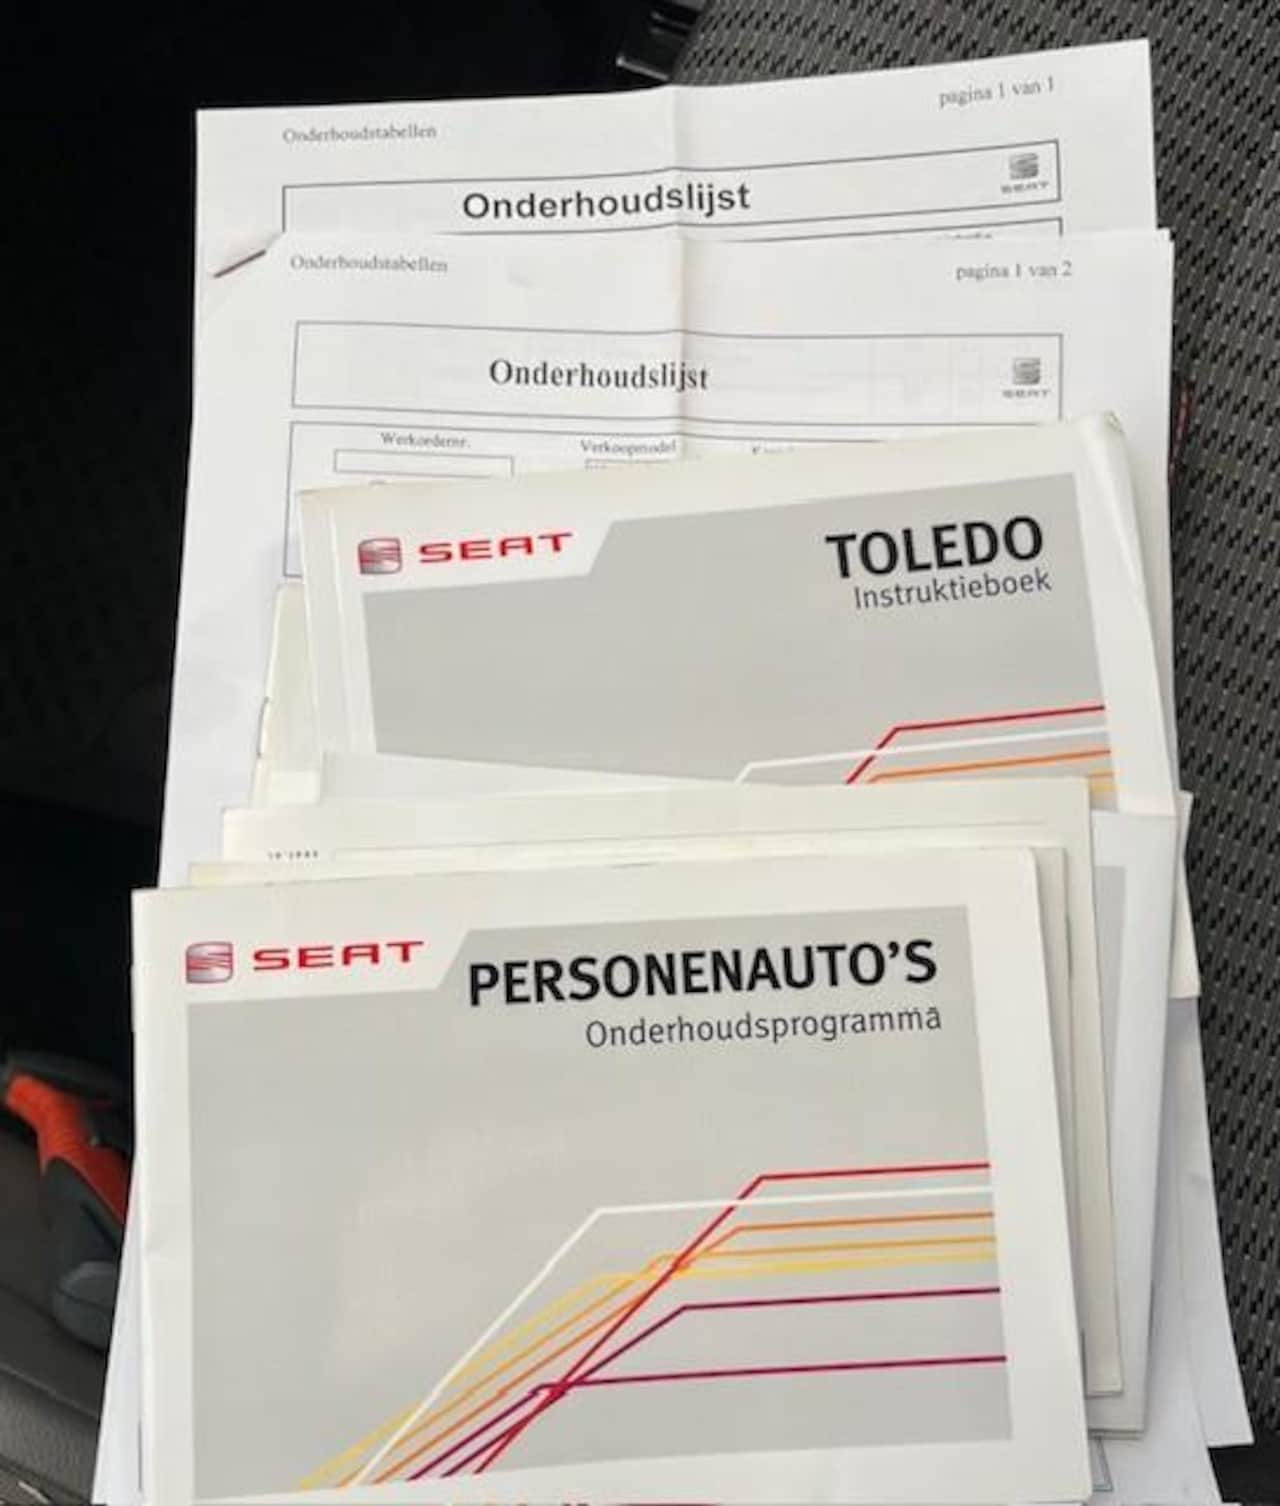 Onderhoudstabellen
pagina 1 van 1
Onderhoudslijst
SEAT
Onderhoudstabellen
pagina 1 van 2
Onderhoudslijst
SEAT
Werkordernr.
Verkoopmodel
SEAT
TOLEDO
Instruktieboek
SEAT
PERSONENAUTO'S
Onderhoudsprogramma